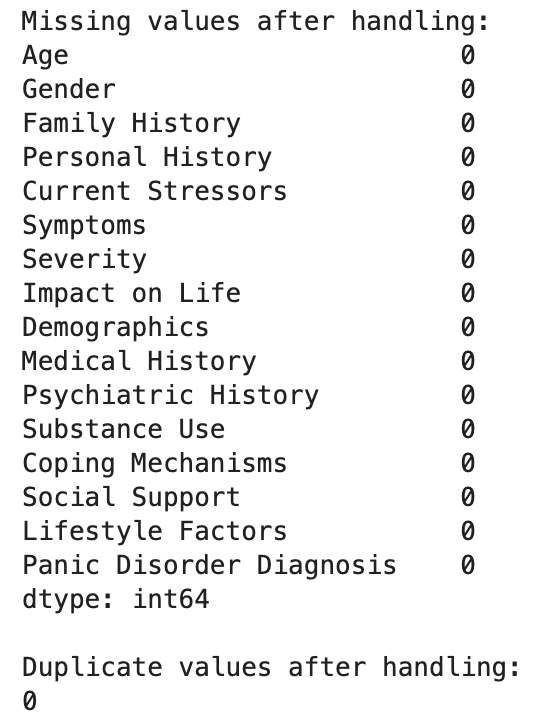 Missing values after handling:
Age 0
Gender 0
Family History 0
Personal History 0
Current Stressors 0
Symptoms 0
Severity 0
Impact on Life 0
Demographics 0
Medical History 0
Psychiatric History 0
Substance Use 0
Coping Mechanisms 0
Social Support 0
Lifestyle Factors 0
Panic Disorder Diagnosis 0
dtype: int64
Duplicate values after handling:
0